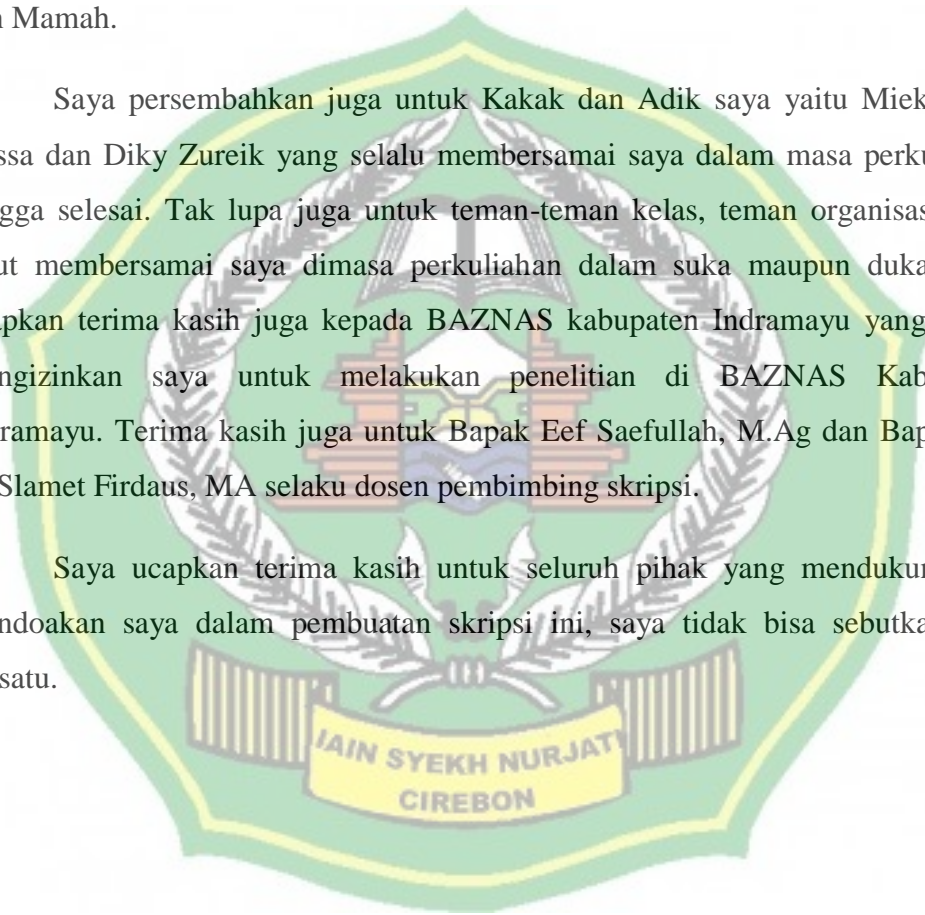 n Mamah.
Saya persembahkan juga untuk Kakak dan Adik saya yaitu Miek
ssa dan Diky Zureik yang selalu membersamai saya dalam masa perku
gga selesai. Tak lupa juga untuk teman-teman kelas, teman organisas
ut membersamai saya dimasa perkuliahan dalam suka maupun duka
apkan terima kasih juga kepada BAZNAS kabupaten Indramayu yang
ngizinkan saya untuk melakukan penelitian di BAZNAS Kab
ramayu. Terima kasih juga untuk Bapak Eef Saefullah, M.Ag dan Bap
Slamet Firdaus, MA selaku dosen pembimbing skripsi.
Saya ucapkan terima kasih untuk seluruh pihak yang mendukun
ndoakan saya dalam pembuatan skripsi ini, saya tidak bisa sebutka
satu.
IAIN SYEKH NURJATI
CIREBON